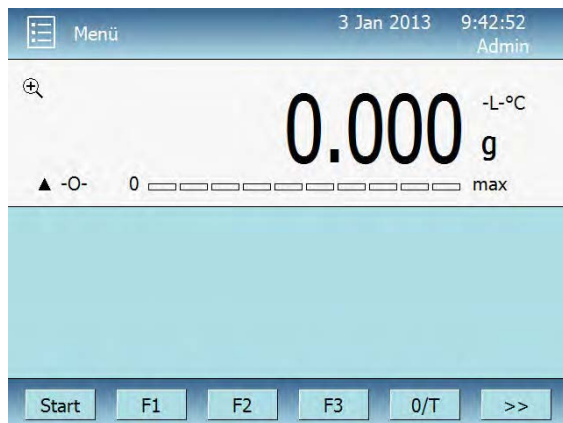 Menü 3 Jan 2013 9:42:52
Admin
0.000 -L-°C
g
▲ -O- 0 max
Start F1 F2 F3 0/T >>